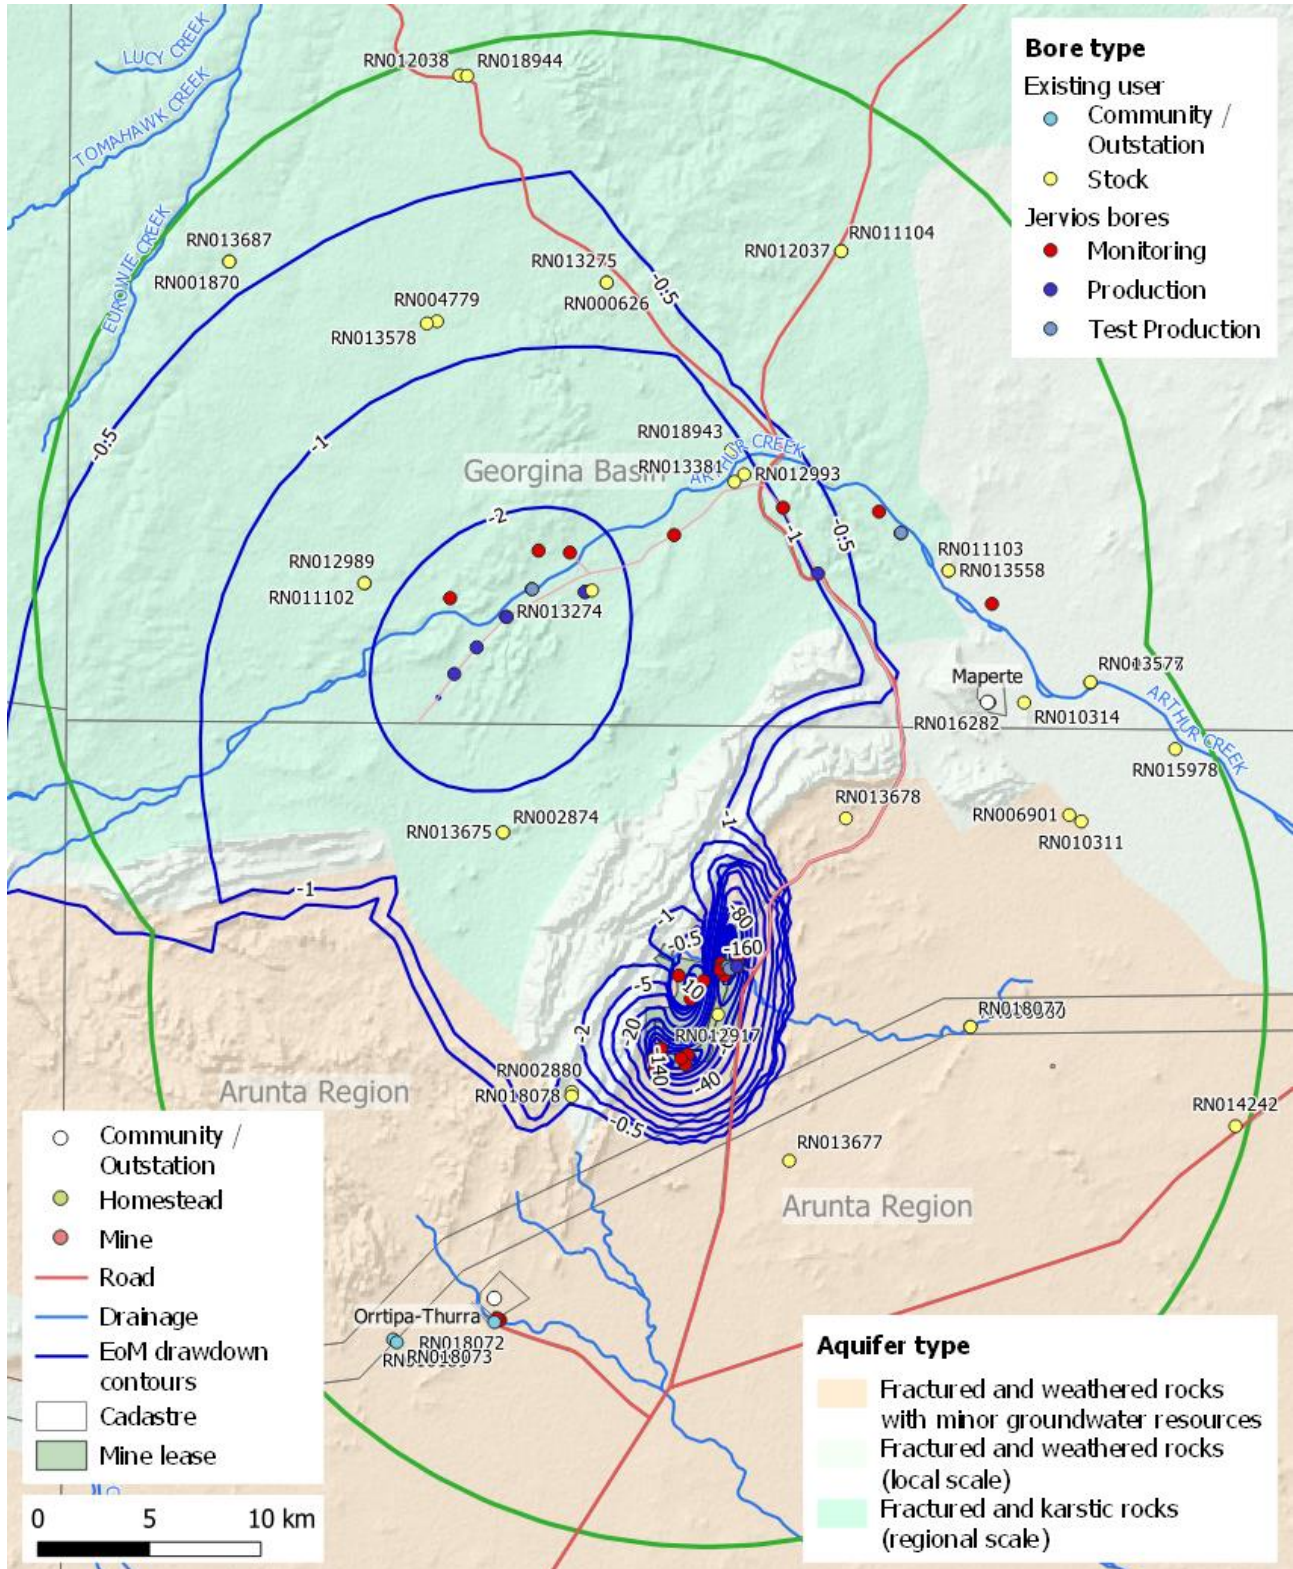 LUCY CREEK
TOMAHAWK CREEK
EUROWIE CREEK
RN012038
RN018944
Bore type
Existing user
Community /
Outstation
Stock
Jervios bores
Monitoring
Production
Test Production
RN013687
RN001870
RN004779
RN013578
RN013275
RN000626
-0.5
RN012037
RN011104
-0.5
-1
RN018943
ARTHUR CREEK
Georgina Basin
RN013381
RN012993
-2
-1
-0.5
RN012989
RN011102
RN013274
RN011103
RN013558
Maperte
RN016282
RN010314
RN013577
ARTHUR CREEK
RN015978
RN013675
RN002874
-1
RN013678
RN006901
RN010311
-1
-1
-80
-0.5
-160
-5
10
-2
-20
RN012917
-140
-40
RN018077
RN002880
RN018078
-0.5
Arunta Region
RN014242
RN013677
Arunta Region
Orrtipa-Thurra
RN018072
RN018073
Community /
Outstation
Homestead
Mine
Road
Drainage
EoM drawdown
contours
Cadastre
Mine lease
0 5 10 km
Aquifer type
Fractured and weathered rocks
with minor groundwater resources
Fractured and weathered rocks
(local scale)
Fractured and karstic rocks
(regional scale)